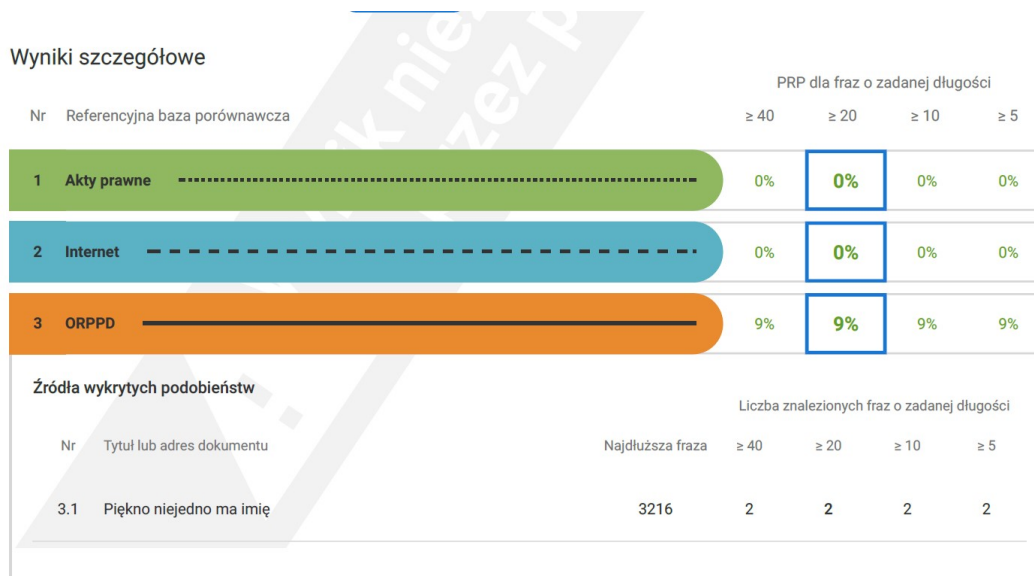 Wyniki szczegółowe
PRP dla fraz o zadanej długości
Nr Referencyjna baza porównawcza ≥ 40 ≥ 20 ≥ 10 ≥ 5
1 Akty prawne 0% 0% 0% 0%
2 Internet 0% 0% 0% 0%
3 ORPPD 9% 9% 9% 9%
Źródła wykrytych podobieństw
Liczba znalezionych fraz o zadanej długości
Nr Tytuł lub adres dokumentu Najdłuższa fraza ≥ 40 ≥ 20 ≥ 10 ≥ 5
3.1 Piękno niejedno ma imię 3216 2 2 2 2